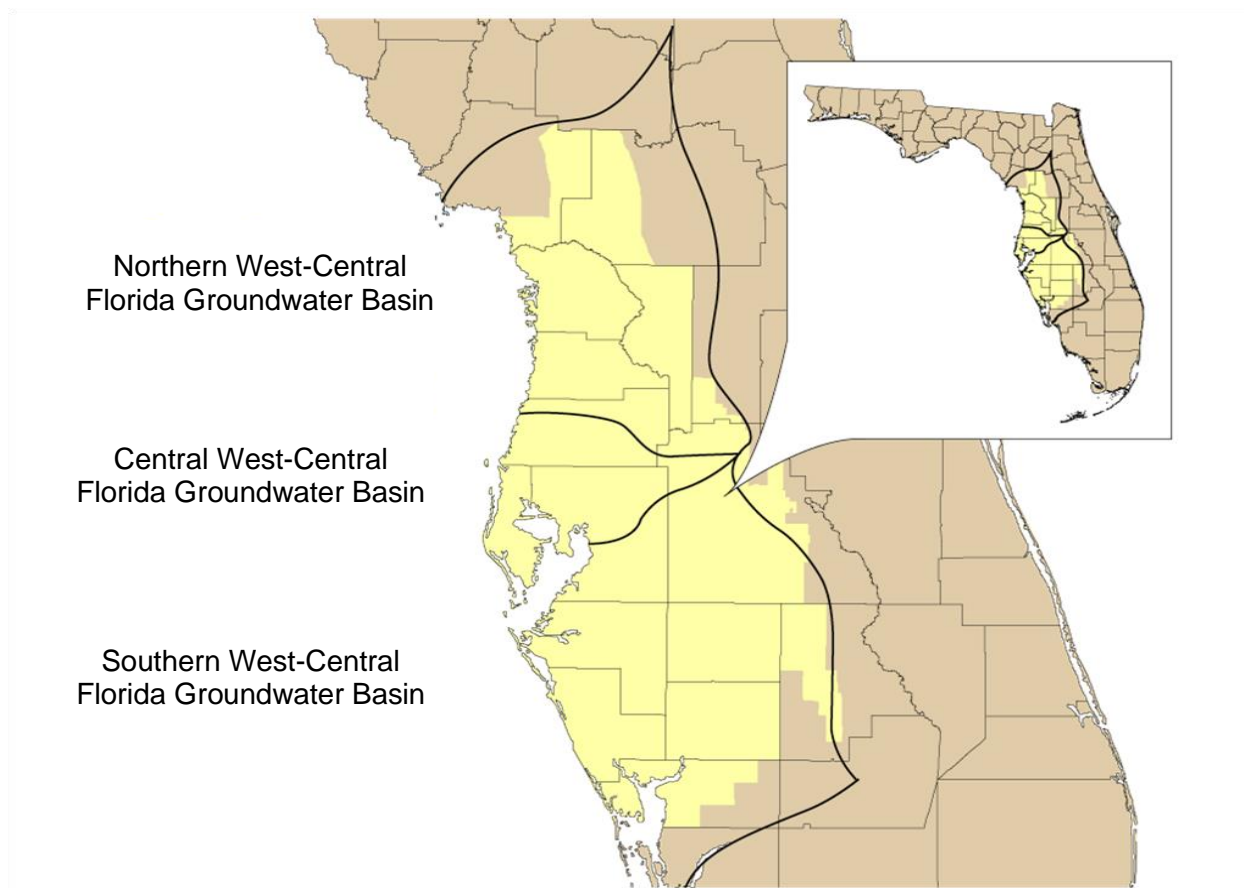 Northern West-Central
Florida Groundwater Basin
Central West-Central
Florida Groundwater Basin
Southern West-Central
Florida Groundwater Basin